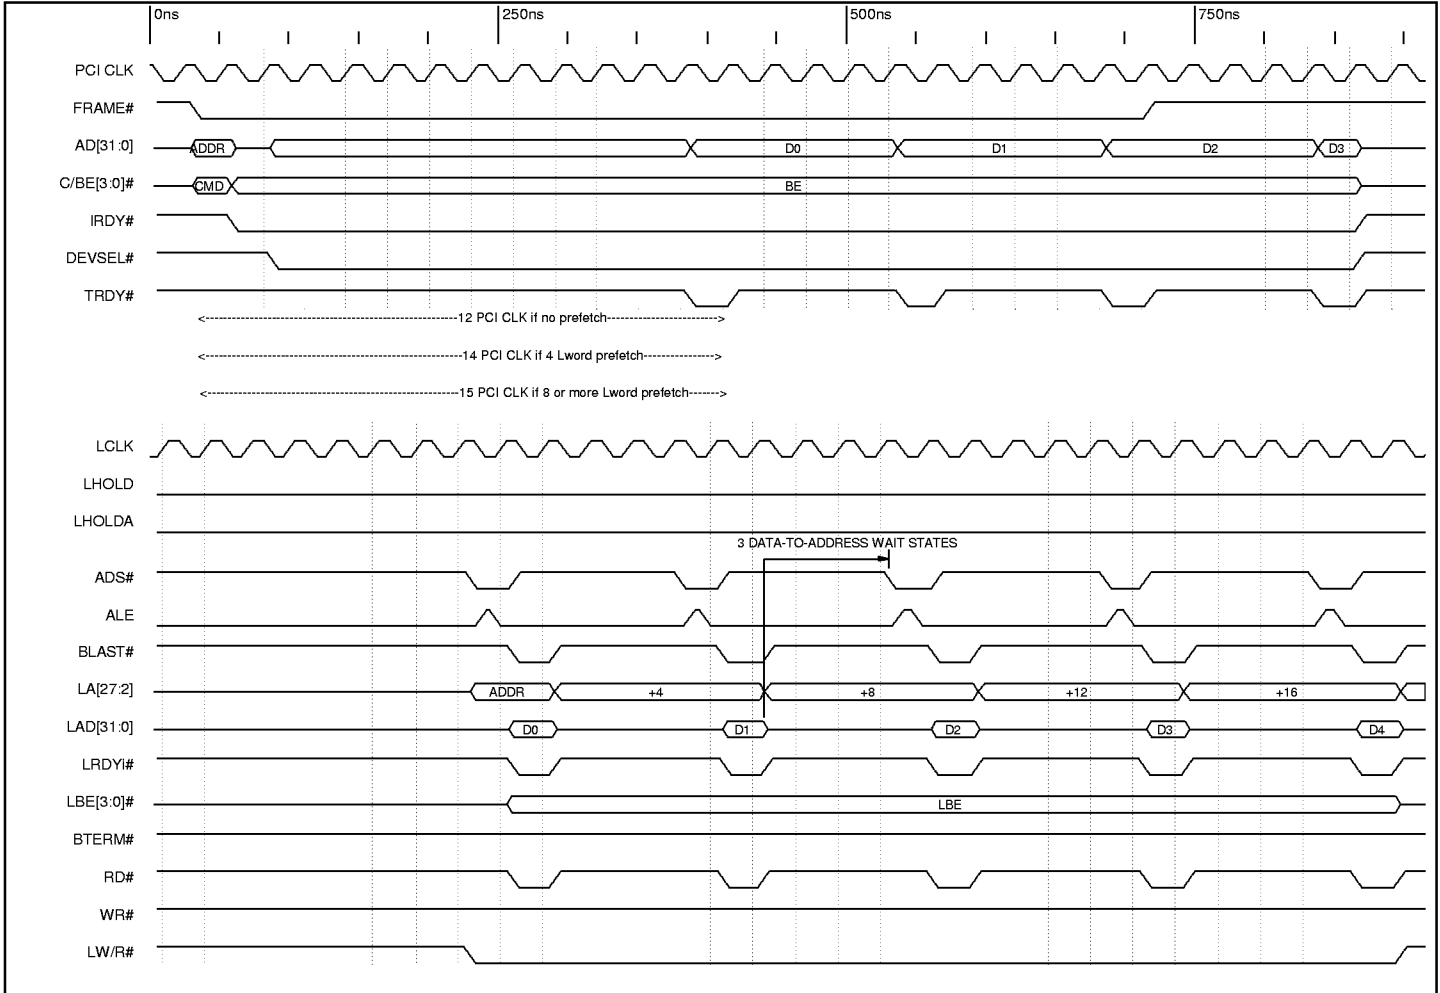 0ns 250ns 500ns 750ns
PCI CLK
FRAME#
AD[31:0] ADDR D0 D1 D2 D3
C/BE[3:0]# CMD BE
IRDY#
DEVSEL#
TRDY#
<------12 PCI CLK if no prefetch------>
<------14 PCI CLK if 4 Lword prefetch------>
<------15 PCI CLK if 8 or more Lword prefetch------>
LCLK
LHOLD
LHOLDA
3 DATA-TO-ADDRESS WAIT STATES
ADS#
ALE
BLAST#
LA[27:2] ADDR +4 +8 +12 +16
LAD[31:0] D0 D1 D2 D3 D4
LRDYi#
LBE[3:0]# LBE
BTERM#
RD#
WR#
LW/R#